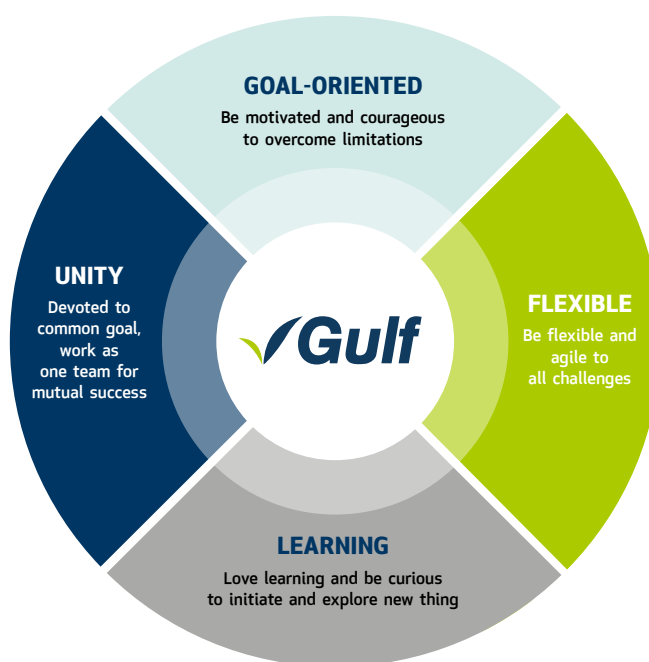 GOAL-ORIENTED
Be motivated and courageous
to overcome limitations
UNITY
Devoted to
common goal,
work as
one team for
mutual success
Gulf
FLEXIBLE
Be flexible and
agile to
all challenges
LEARNING
Love learning and be curious
to initiate and explore new thing